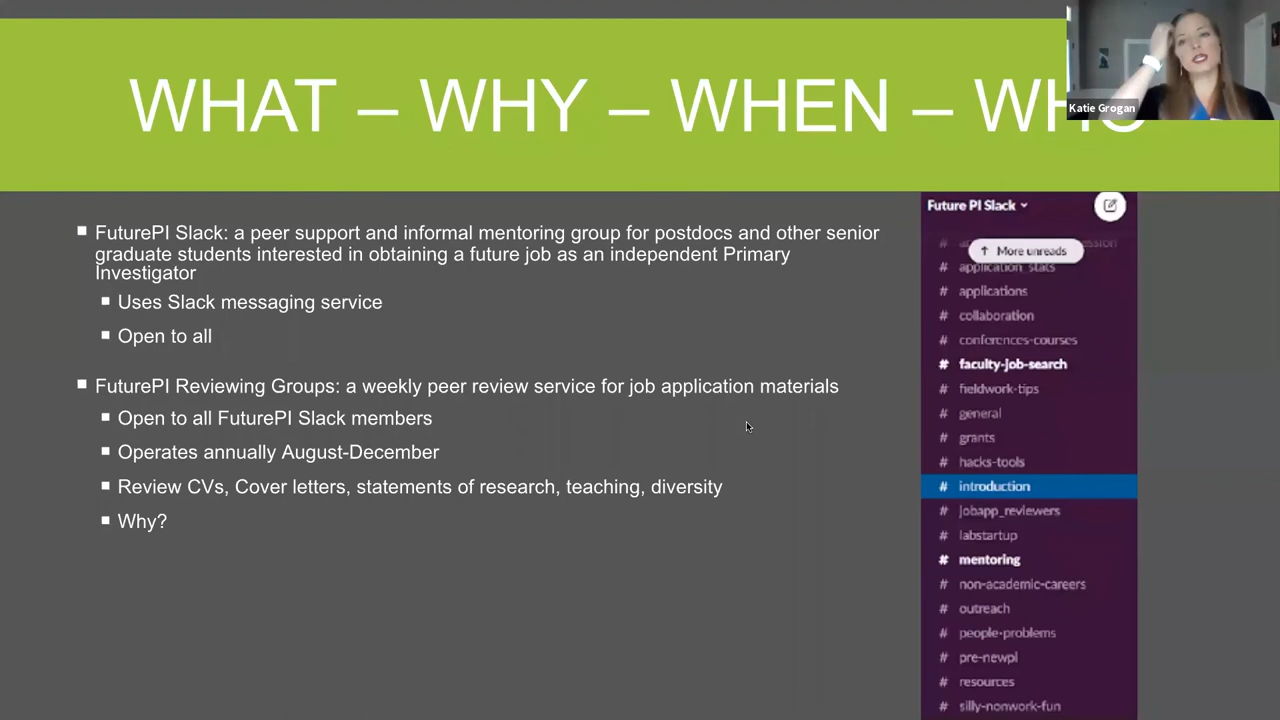 WHAT – WHY – WHEN – WHO
Katie Grogan
FuturePI Slack: a peer support and informal mentoring group for postdocs and other senior
graduate students interested in obtaining a future job as an independent Primary
Investigator
Uses Slack messaging service
Open to all
FuturePI Reviewing Groups: a weekly peer review service for job application materials
Open to all FuturePI Slack members
Operates annually August-December
Review CVs, Cover letters, statements of research, teaching, diversity
Why?
Future PI Slack
↑ More unreads
# application_stats
# applications
# collaboration
# conferences-courses
# faculty-job-search
# fieldwork-tips
# general
# grants
# hacks-tools
# introduction
# jobapp_reviewers
# labstartup
# mentoring
# non-academic-careers
# outreach
# people-problems
# pre-newpI
# resources
# silly-nonwork-fun